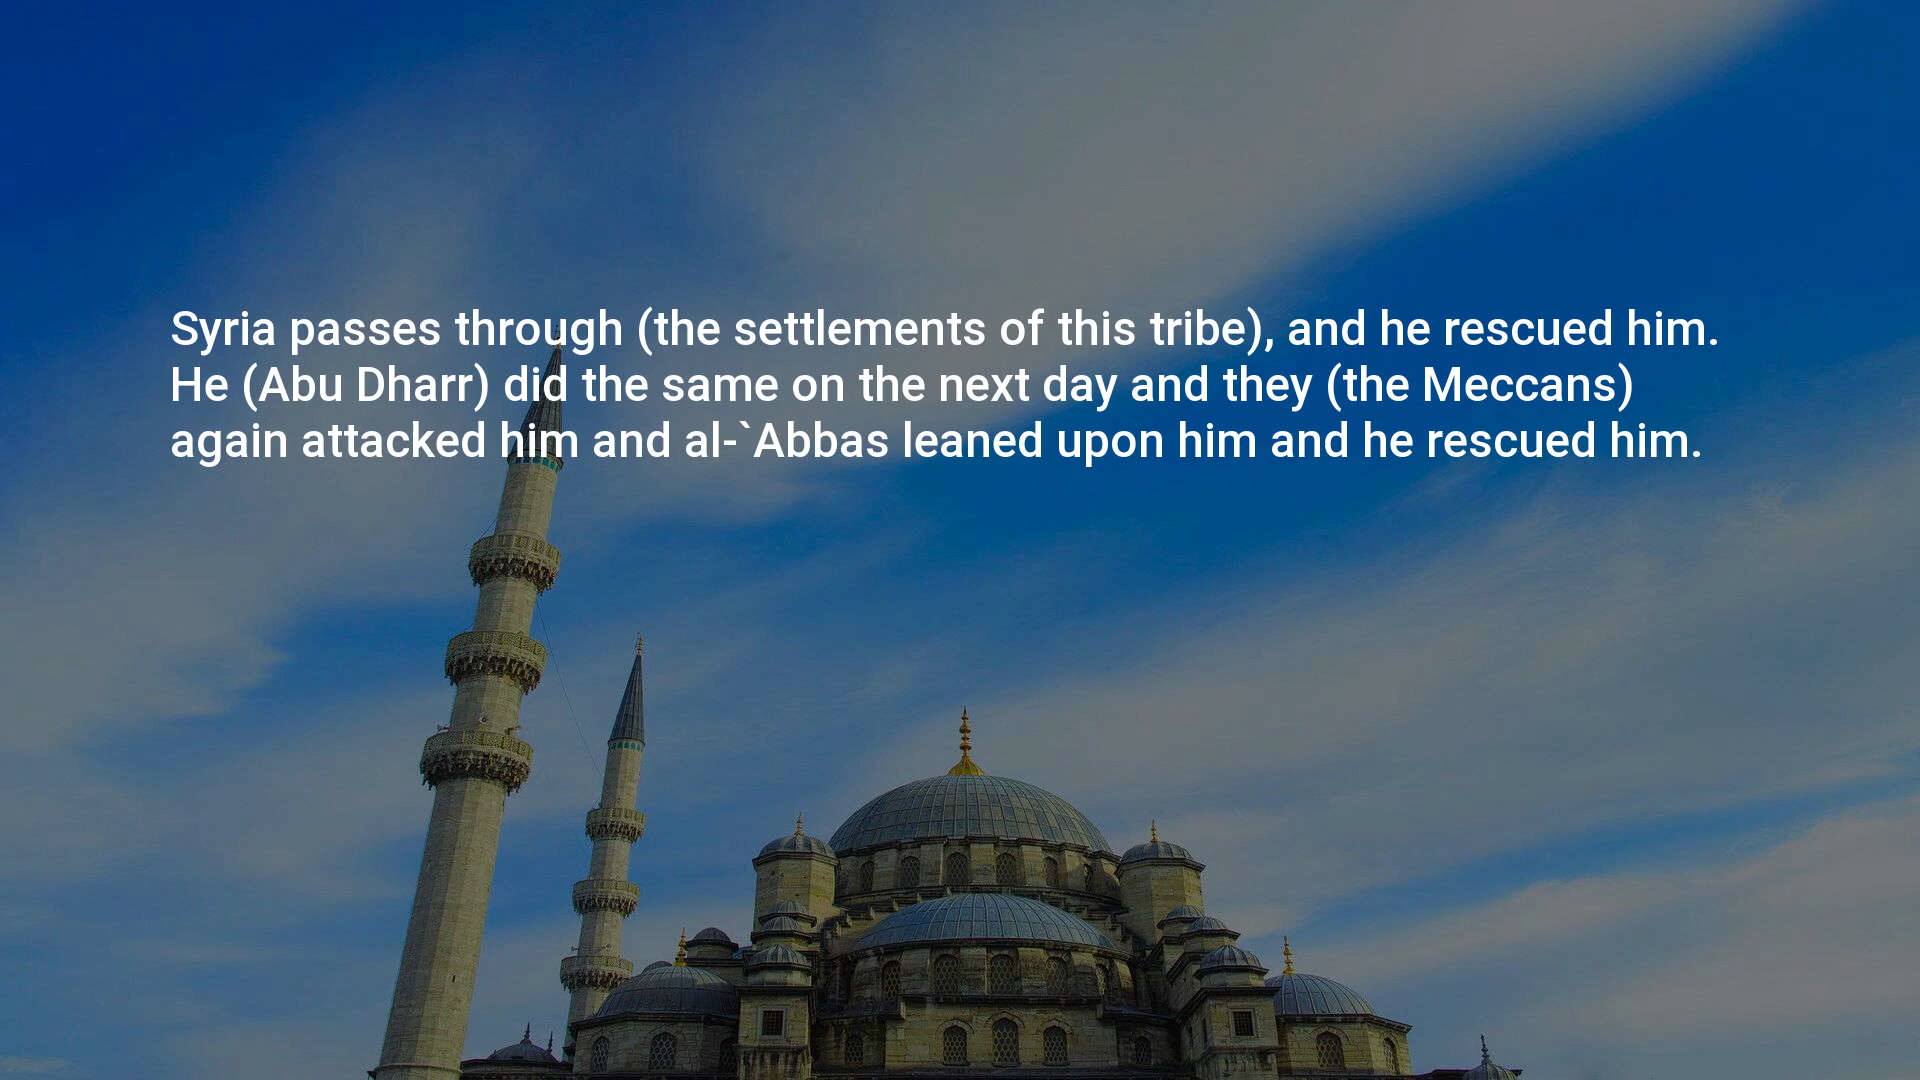 Syria passes through (the settlements of this tribe), and he rescued him.
He (Abu Dharr) did the same on the next day and they (the Meccans)
again attacked him and al-`Abbas leaned upon him and he rescued him.